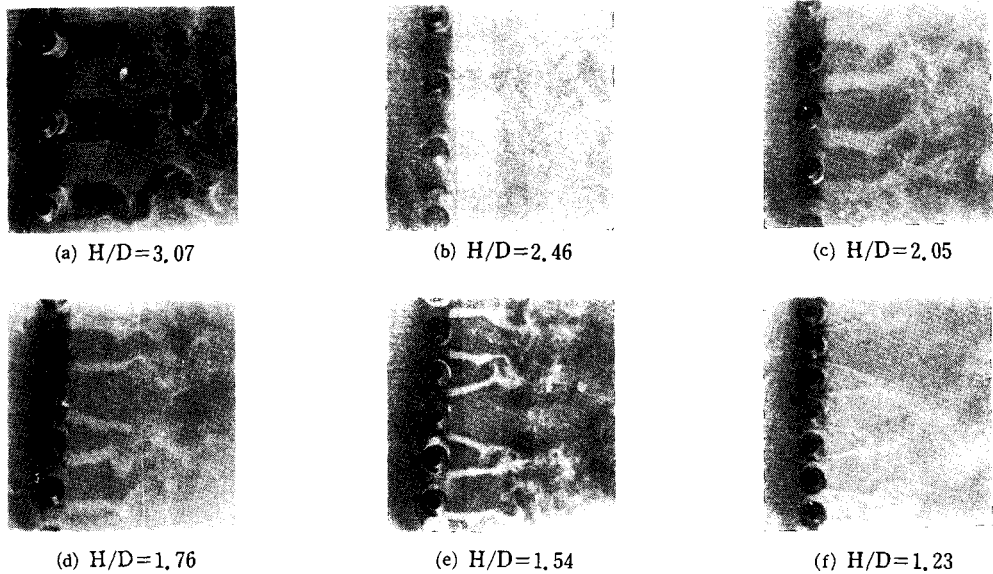 (a) H/D=3.07
(b) H/D=2.46
(c) H/D=2.05
(d) H/D=1.76
(e) H/D=1.54
(f) H/D=1.23